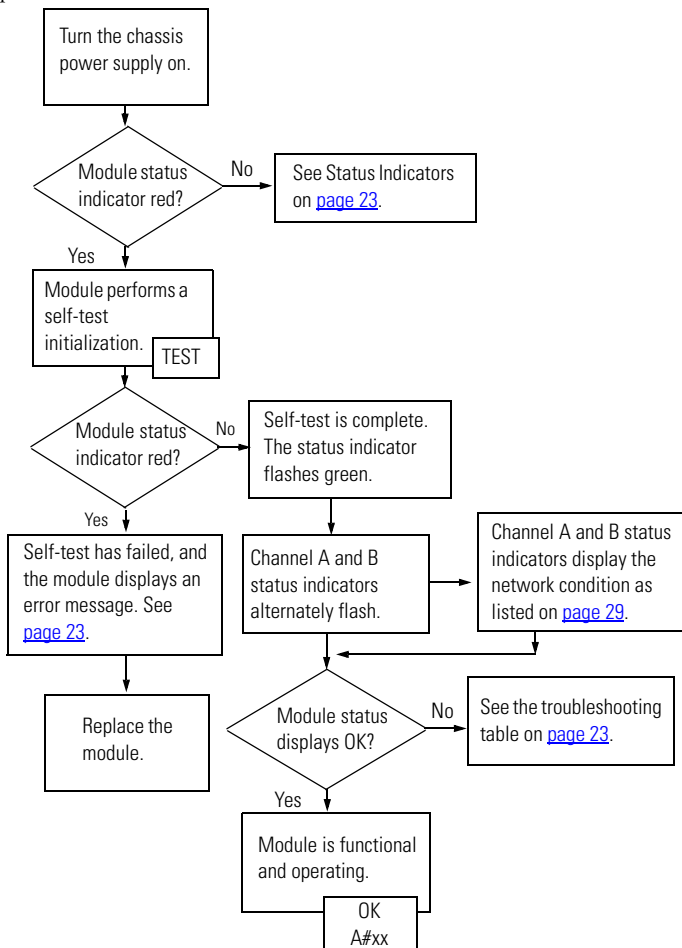 Turn the chassis
power supply on.
Module status
indicator red?
No
See Status Indicators
on page 23.
Yes
Module performs a
self-test
initialization.
TEST
Module status
indicator red?
No
Self-test is complete.
The status indicator
flashes green.
Yes
Self-test has failed, and
the module displays an
error message. See
page 23.
Channel A and B
status indicators
alternately flash.
Channel A and B status
indicators display the
network condition as
listed on page 29.
Replace the
module.
Module status
displays OK?
No
See the troubleshooting
table on page 23.
Yes
Module is functional
and operating.
OK
A#xx